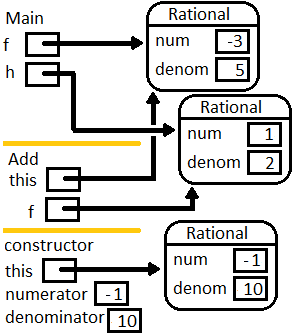 Main
f
h
Rational
num -3
denom 5
Rational
num 1
denom 2
Add
this
f
constructor
this
numerator -1
denominator 10
Rational
num -1
denom 10